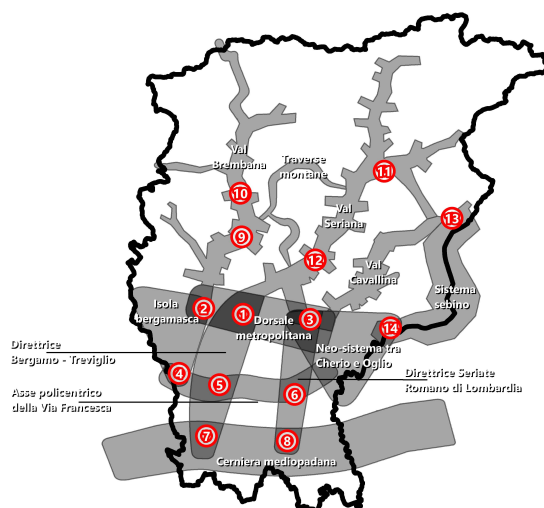 Val
Brembana
Traverse
montane
11
10
Val
Seriana
13
9
12
Val
Cavallina
Sistema
sebino
Isola
bergamasca
2
1
3
Dorsale
metropolitana
14
Direttrice
Bergamo - Treviglio
Neo-sistema tra
Cherio e Oglio
4
5
6
Direttrice Seriate
Romano di Lombardia
Asse policentrico
della Via Francesca
7
8
Cerniera mediopadana